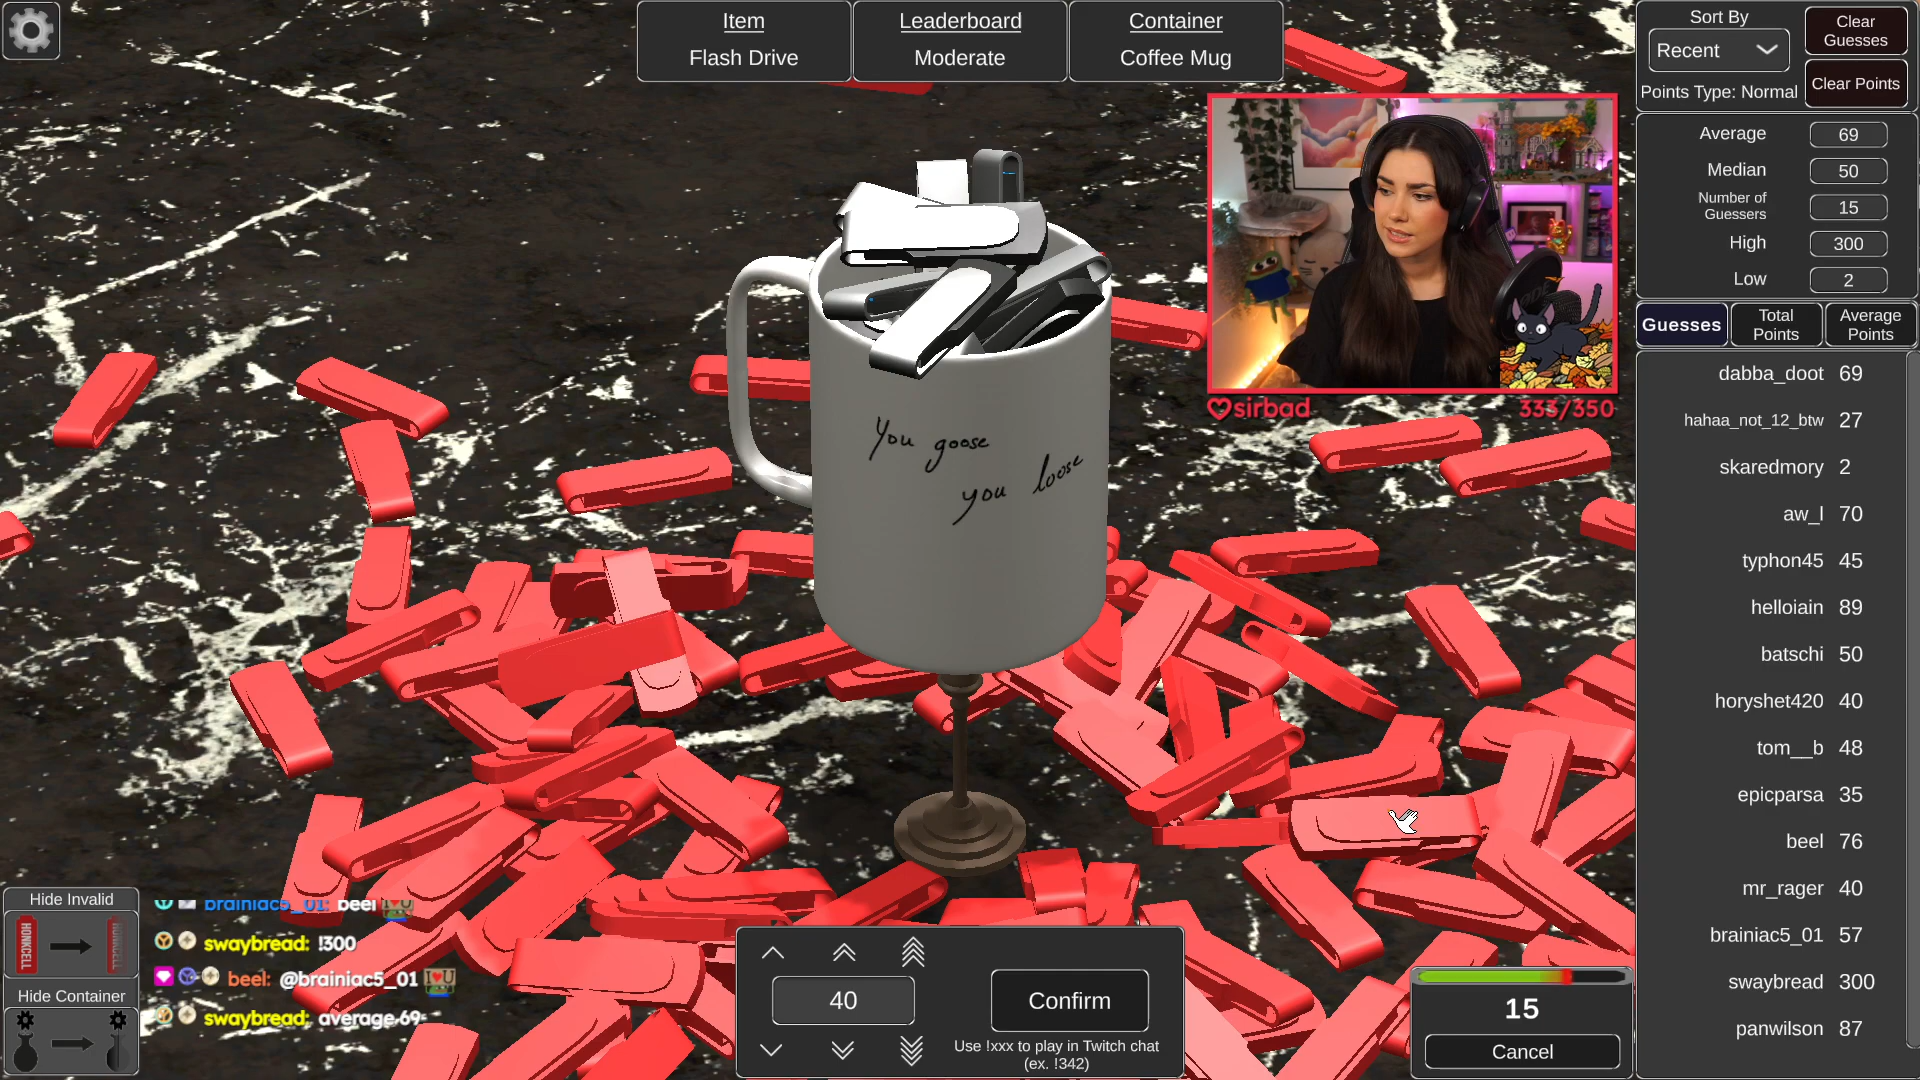 Item
Flash Drive
Leaderboard
Moderate
Container
Coffee Mug
Sort By
Recent
Clear
Guesses
Points Type: Normal
Clear Points
Average 69
Median 50
Number of
Guessers
15
High 300
Low 2
Guesses
Total
Points
Average
Points
dabba_doot 69
hahaa_not_12_btw 27
skaredmory 2
aw_l 70
typhon45 45
helloiain 89
batschi 50
horyshet420 40
tom__b 48
epicparsa 35
beel 76
mr_rager 40
brainiac5_01 57
swaybread 300
panwilson 87
sirbad
333/350
You goose
you loose
Hide Invalid
HONKCELL
HONKCELL
Hide Container
brainiac5_01: beel
swaybread: !300
beel: @brainiac5_01
swaybread: average 69
40
Confirm
Use !xxx to play in Twitch chat
(ex. !342)
15
Cancel